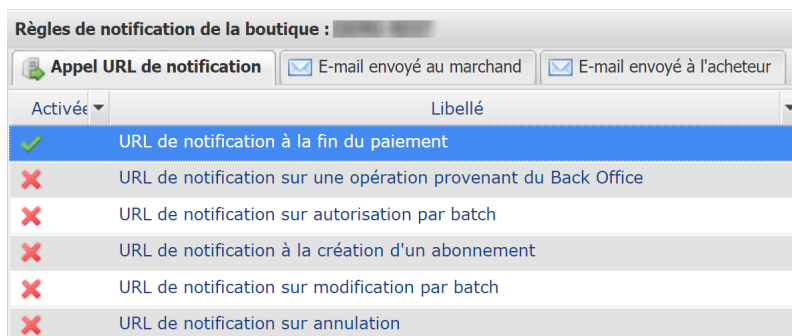 Règles de notification de la boutique :
Appel URL de notification E-mail envoyé au marchand E-mail envoyé à l'acheteur
Activée Libellé
URL de notification à la fin du paiement
URL de notification sur une opération provenant du Back Office
URL de notification sur autorisation par batch
URL de notification à la création d'un abonnement
URL de notification sur modification par batch
URL de notification sur annulation